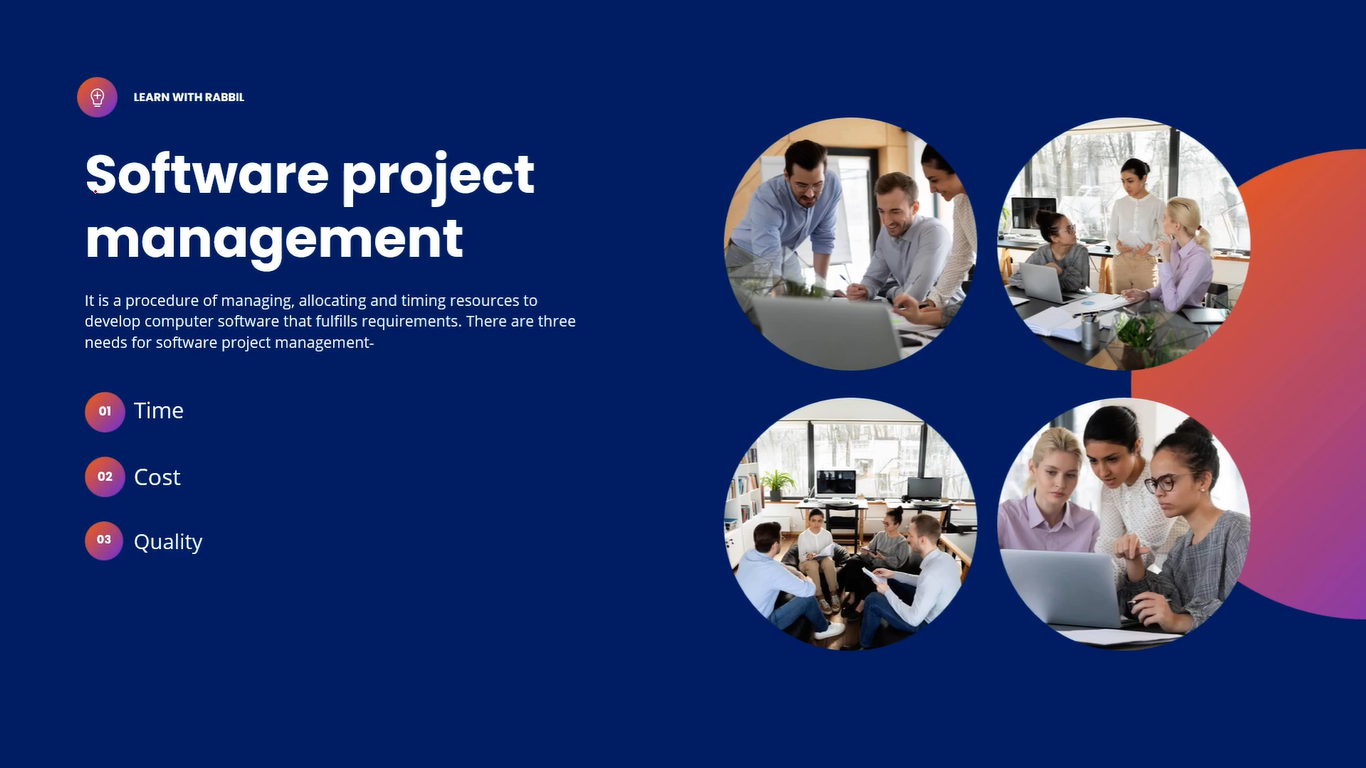 LEARN WITH RABBIL
Software project
management
It is a procedure of managing, allocating and timing resources to
develop computer software that fulfills requirements. There are three
needs for software project management-
01 Time
02 Cost
03 Quality